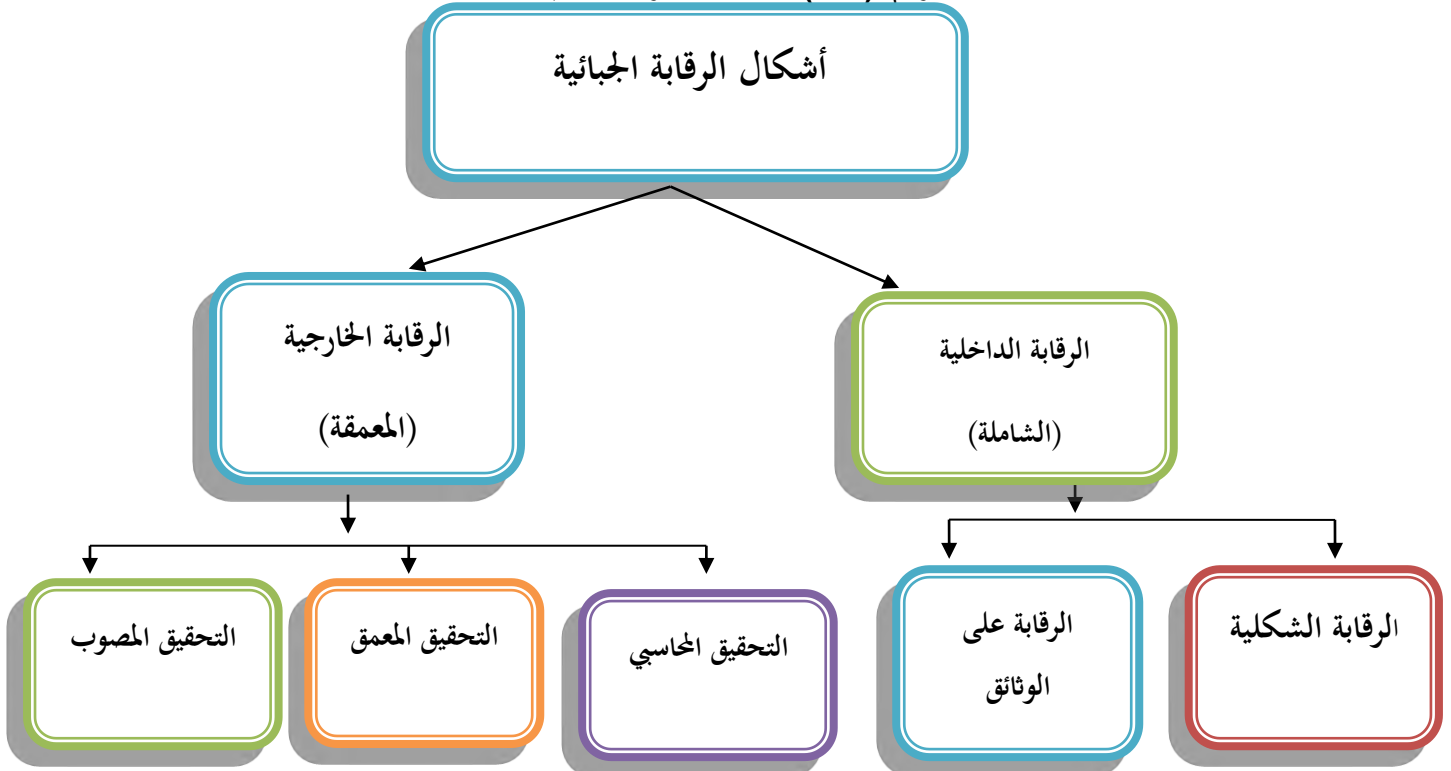 أشكال الرقابة الجبائية
الرقابة الداخلية
(الشاملة)
الرقابة الخارجية
(المعمقة)
الرقابة الشكلية
الرقابة على
الوثائق
التحقيق المحاسبي
التحقيق المعمق
التحقيق المصوب